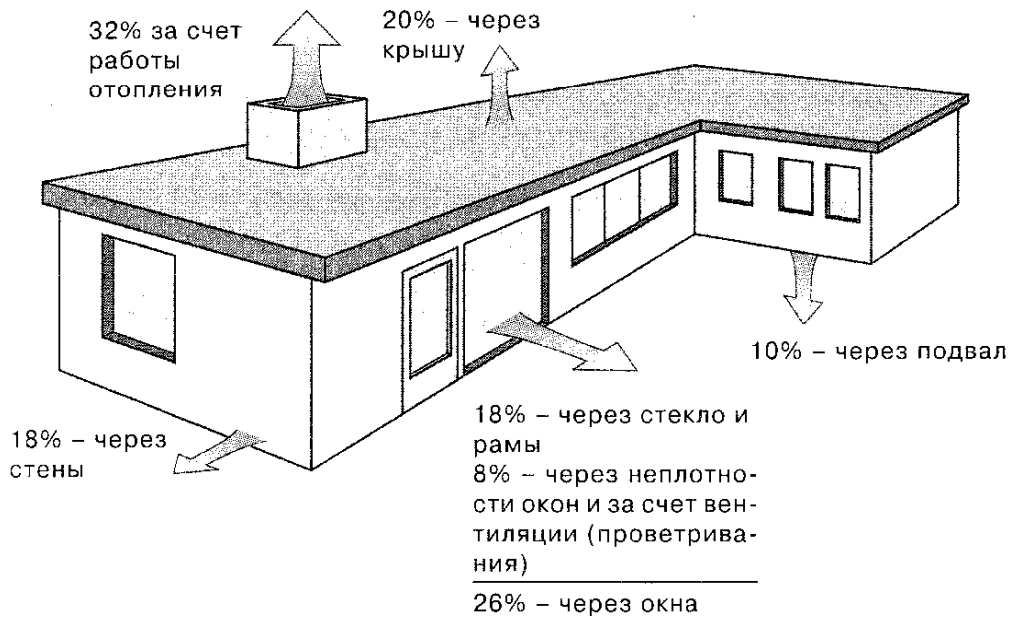 32% за счет
работы
отопления
20% – через
крышу
10% – через подвал
18% – через
стены
18% – через стекло и
рамы
8% – через неплотно-
сти окон и за счет вен-
тиляции (проветрива-
ния)
26% – через окна